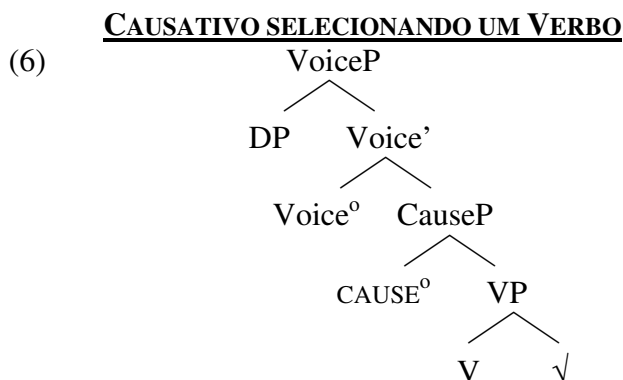 CAUSATIVO SELECIONANDO UM VERBO
(6) VoiceP
DP Voice’
Voiceº CauseP
CAUSEº VP
V √